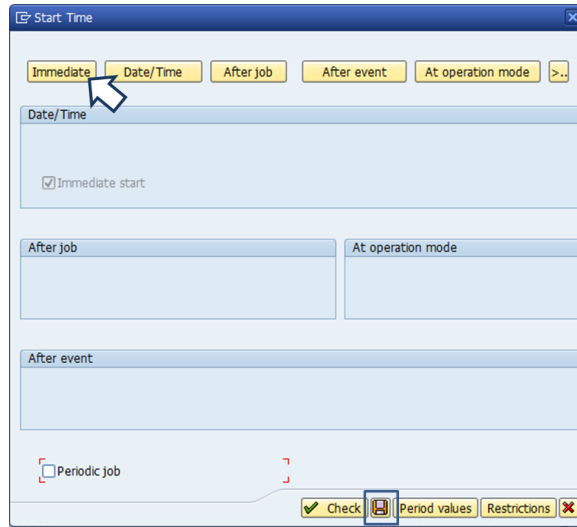 Start Time
Immediate Date/Time After job After event At operation mode >..
Date/Time
Immediate start
After job At operation mode
After event
Periodic job
Check Period values Restrictions